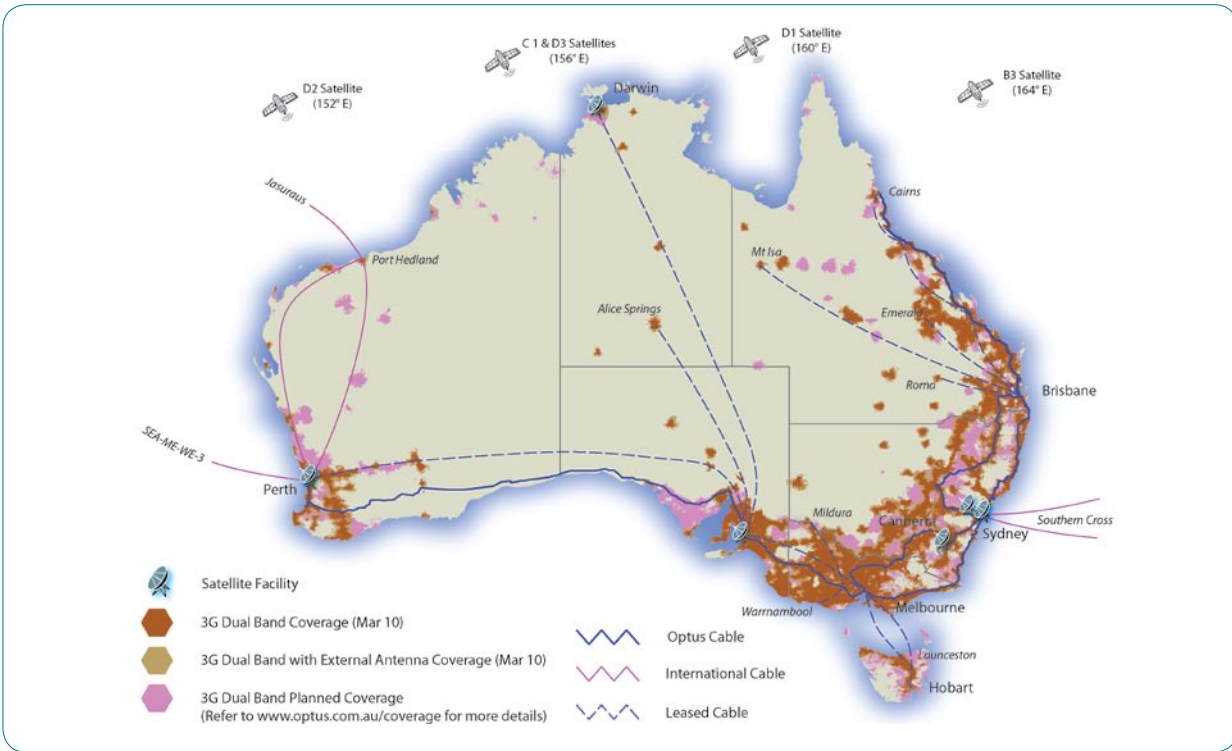 D1 Satellite
(160° E)
C 1 & D3 Satellites
(156° E)
B3 Satellite
(164° E)
D2 Satellite
(152° E)
Darwin
Jasuraus
Cairns
Port Hedland
Mt Isa
Alice Springs
Emerald
Roma
Brisbane
SEA-ME-WE-3
Perth
Mildura
Canberra
Southern Cross
Sydney
Warrnambool
Melbourne
Launceston
Hobart
Satellite Facility
3G Dual Band Coverage (Mar 10)
3G Dual Band with External Antenna Coverage (Mar 10)
3G Dual Band Planned Coverage
(Refer to www.optus.com.au/coverage for more details)
Optus Cable
International Cable
Leased Cable